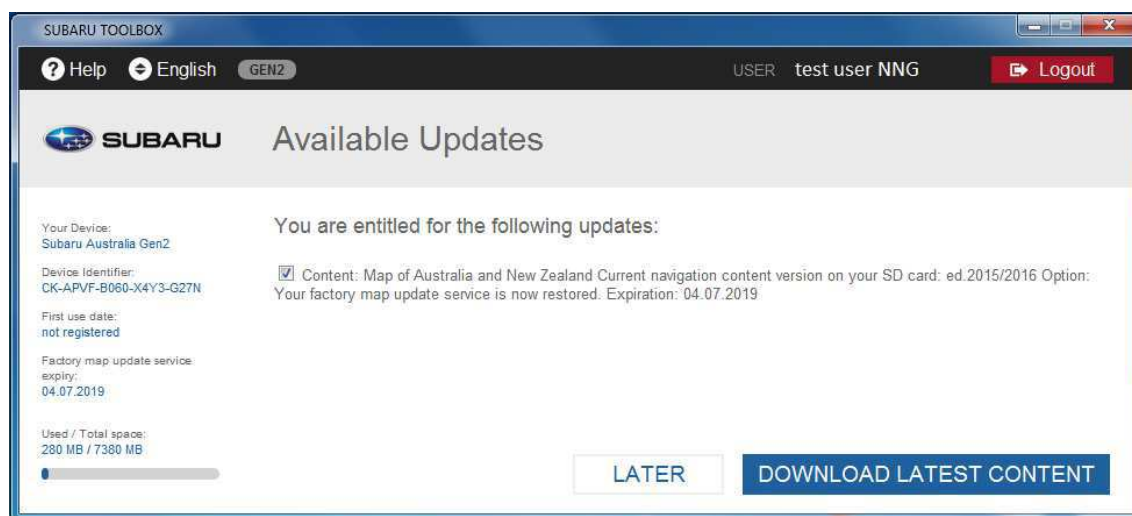 SUBARU TOOLBOX
Help English GEN2 USER test user NNG Logout
SUBARU Available Updates
Your Device:
Subaru Australia Gen2
Device Identifier:
CK-APVF-B060-X4Y3-G27N
First use date:
not registered
Factory map update service
expiry:
04.07.2019
Used / Total space:
280 MB / 7380 MB
You are entitled for the following updates:
Content: Map of Australia and New Zealand Current navigation content version on your SD card: ed.2015/2016 Option:
Your factory map update service is now restored. Expiration: 04.07.2019
LATER DOWNLOAD LATEST CONTENT